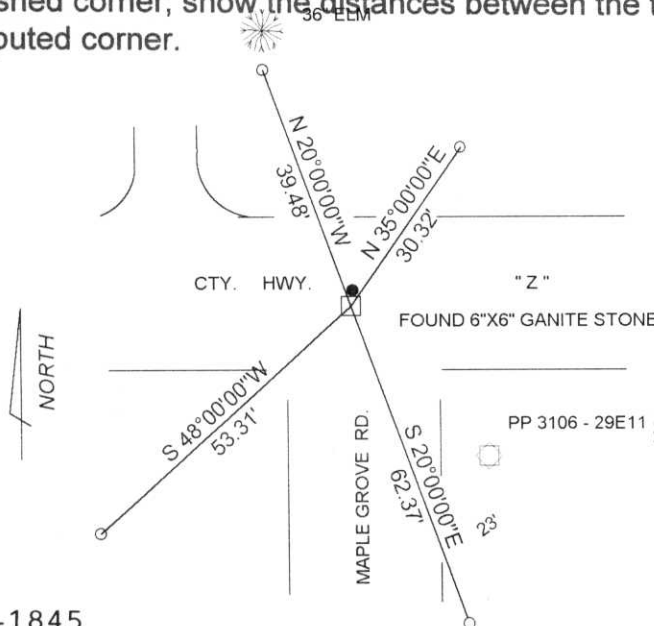 shed corner, show the distances between the t
outed corner.
36" ELM
N 20°00'00"W
39.48'
N 35°00'00"E
30.32'
CTY. HWY. "Z"
FOUND 6"X6" GANITE STONE
NORTH
S 48°00'00"W
53.31'
MAPLE GROVE RD.
S 20°00'00"E
62.37'
PP 3106 - 29E11
23'
-1845